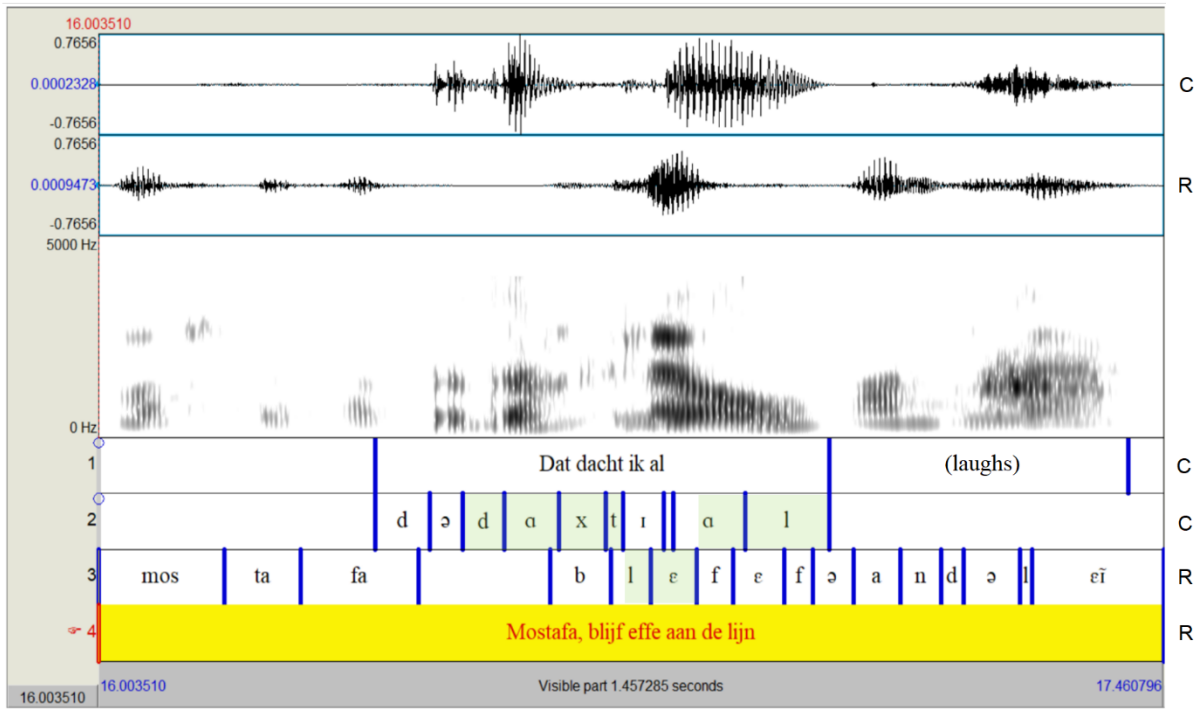 16.003510
0.7656
0.0002328
-0.7656
C
0.7656
0.0009473
-0.7656
R
5000 Hz
0 Hz
1 Dat dacht ik al (laughs) C
2 d ə d ɑ x t ɪ ɑ l C
3 mos ta fa b l ɛ f ɛ f ə a n d ə l ɛĩ R
4 Mostafa, blijf effe aan de lijn R
16.003510 16.003510 Visible part 1.457285 seconds 17.460796